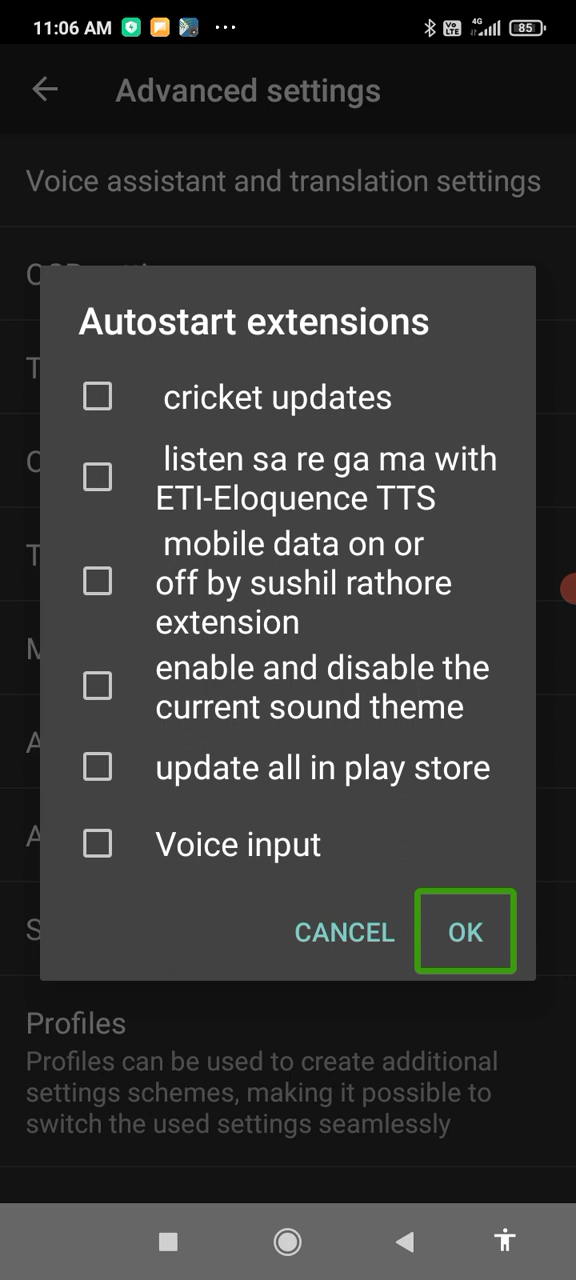 11:06 AM
Vo LTE
4G
85
Advanced settings
Voice assistant and translation settings
Autostart extensions
cricket updates
listen sa re ga ma with
ETI-Eloquence TTS
mobile data on or
off by sushil rathore
extension
enable and disable the
current sound theme
update all in play store
Voice input
CANCEL
OK
Profiles
Profiles can be used to create additional
settings schemes, making it possible to
switch the used settings seamlessly